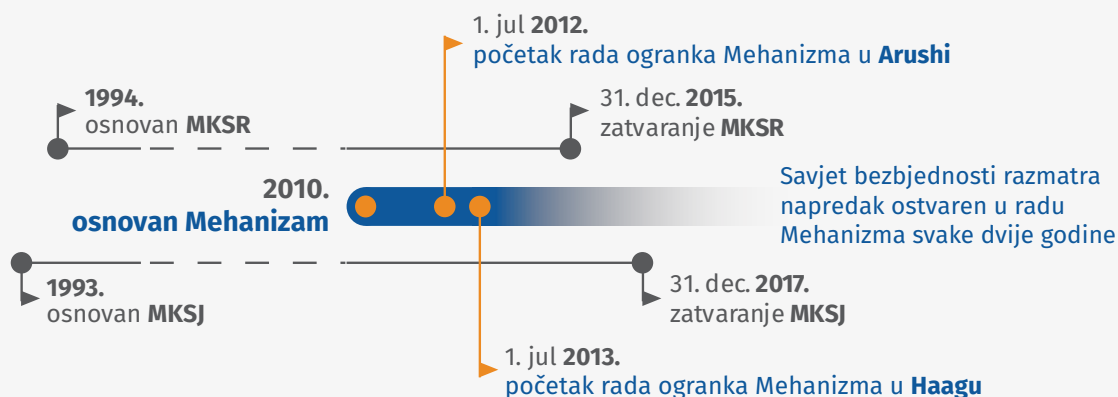 1. jul 2012.
početak rada ogranka Mehanizma u Arushi
1994.
osnovan MKSR
31. dec. 2015.
zatvaranje MKSR
2010.
osnovan Mehanizam
Savjet bezbjednosti razmatra
napredak ostvaren u radu
Mehanizma svake dvije godine
1993.
osnovan MKSJ
31. dec. 2017.
zatvaranje MKSJ
1. jul 2013.
početak rada ogranka Mehanizma u Haagu